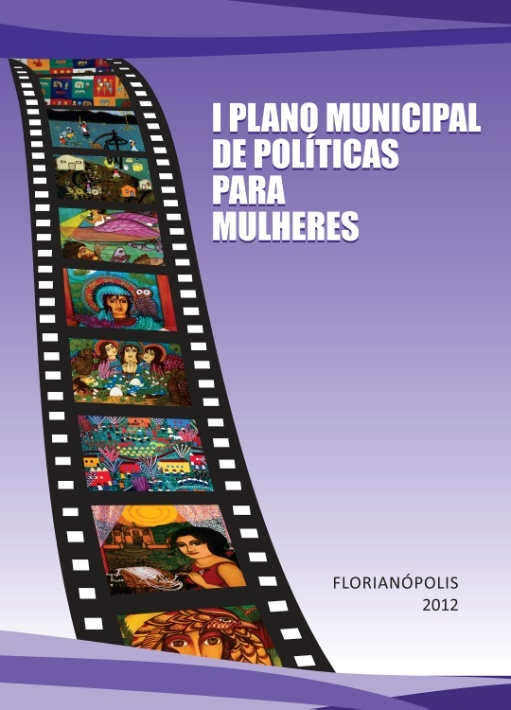 I PLANO MUNICIPAL
DE POLÍTICAS
PARA
MULHERES
FLORIANÓPOLIS
2012